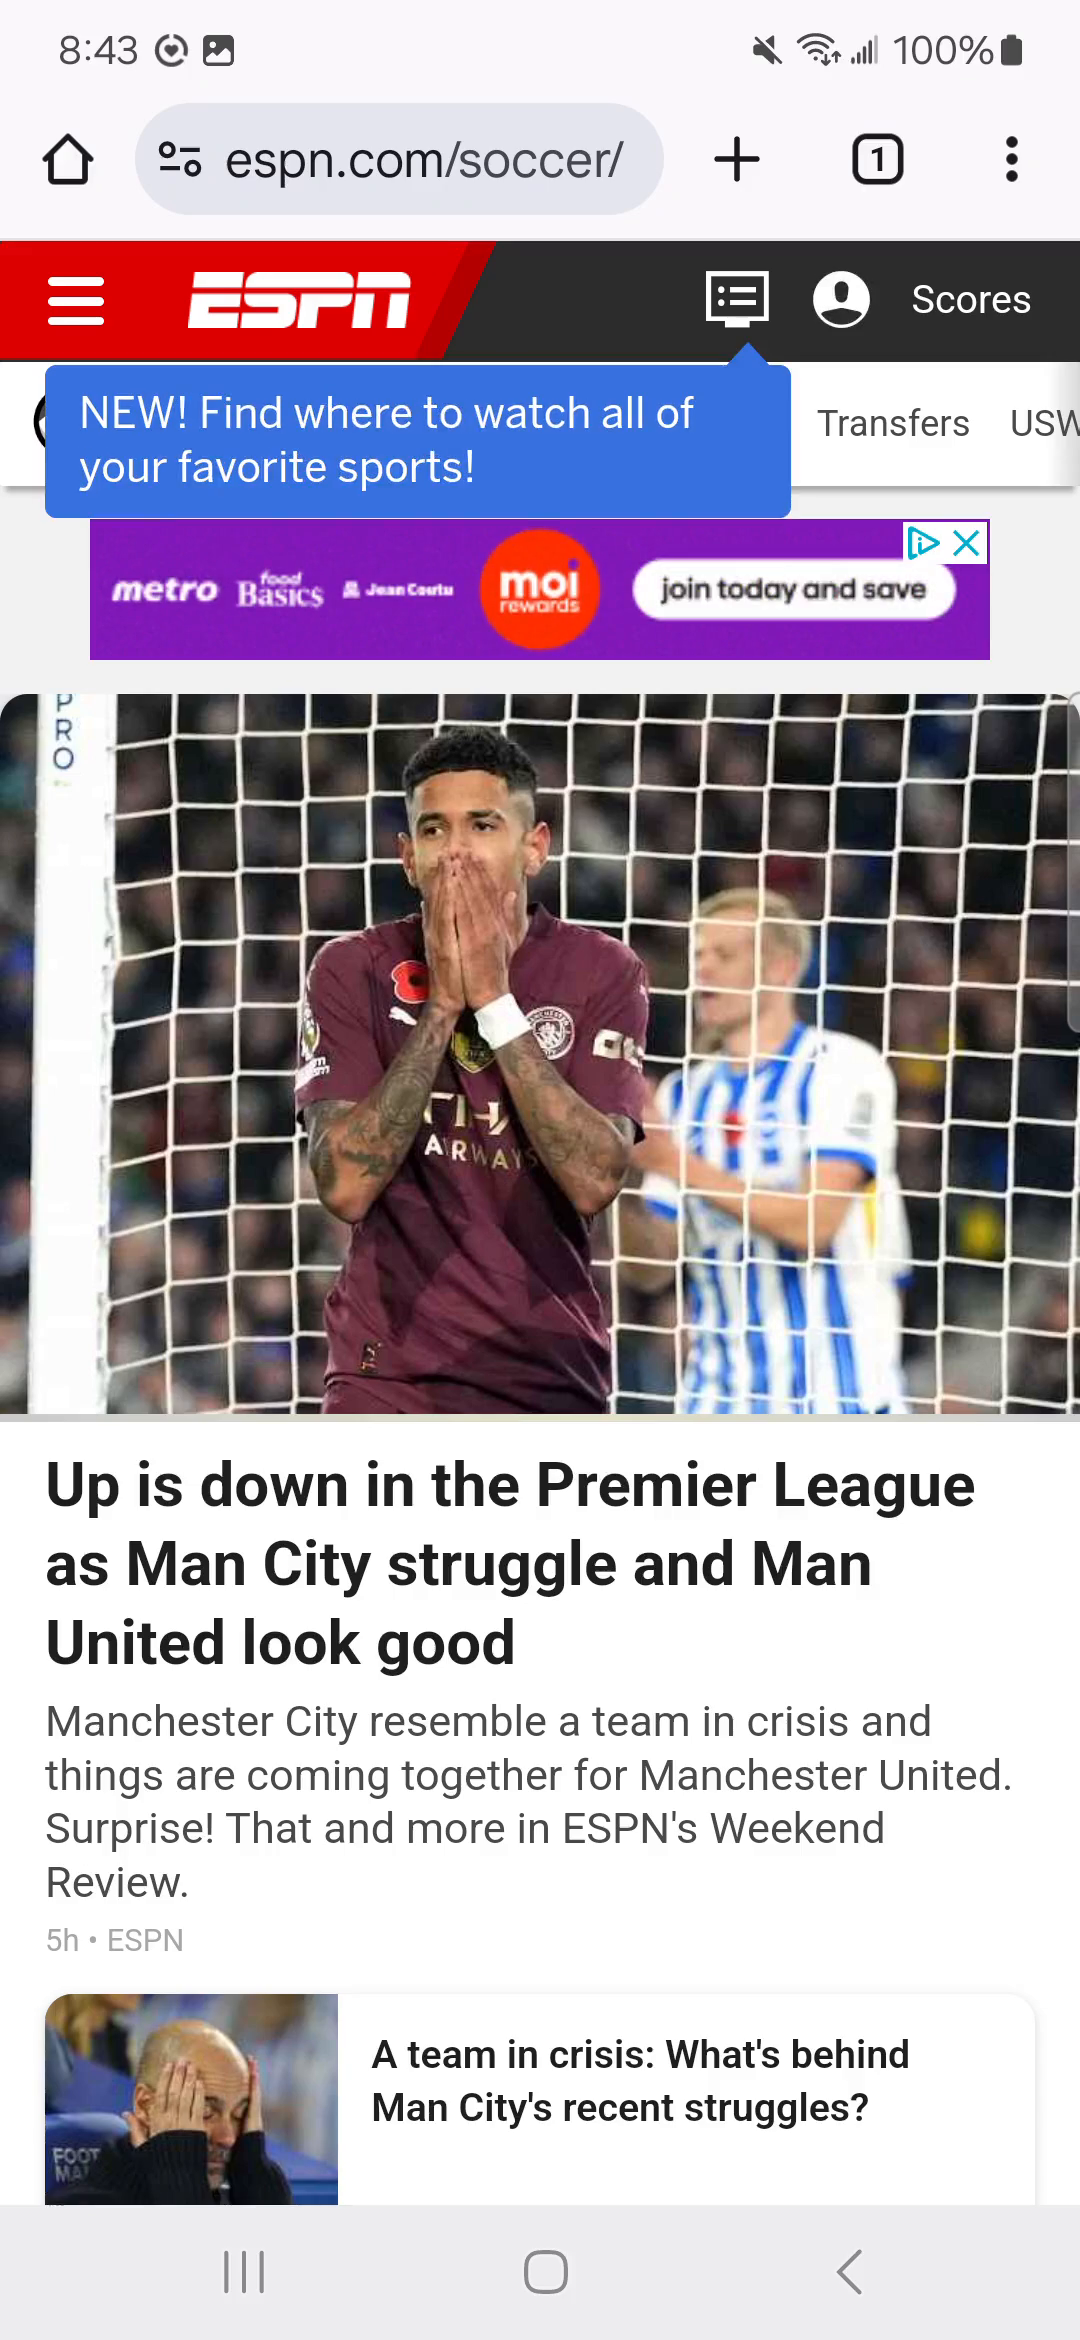 8:43
100%
espn.com/soccer/
1
ESPN
Scores
NEW! Find where to watch all of
your favorite sports!
Transfers
USW
metro
food
Basics
Jean Coutu
moi
rewards
join today and save
PRO
MANCHESTER
AIRWAYS
Up is down in the Premier League
as Man City struggle and Man
United look good
Manchester City resemble a team in crisis and
things are coming together for Manchester United.
Surprise! That and more in ESPN's Weekend
Review.
5h • ESPN
FOOT
MA
A team in crisis: What's behind
Man City's recent struggles?